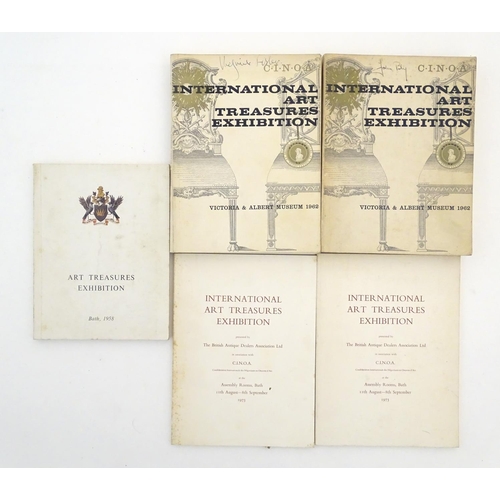 C·I·N·O·A
INTERNATIONAL
ART
TREASURES
EXHIBITION
VICTORIA & ALBERT MUSEUM 1962
C·I·N·O·A
INTERNATIONAL
ART
TREASURES
EXHIBITION
VICTORIA & ALBERT MUSEUM 1962
ART TREASURES
EXHIBITION
Bath, 1958
INTERNATIONAL
ART TREASURES
EXHIBITION
The British Antique Dealers' Association Ltd
C.I.N.O.A.
Assembly Rooms, Bath
1973
INTERNATIONAL
ART TREASURES
EXHIBITION
The British Antique Dealers' Association Ltd
C.I.N.O.A.
Assembly Rooms, Bath
1973